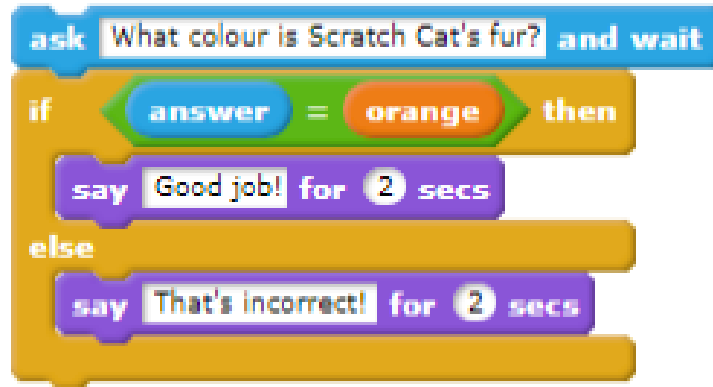 ask What colour is Scratch Cat's fur? and wait
if answer = orange then
say Good job! for 2 secs
else
say That's incorrect! for 2 secs